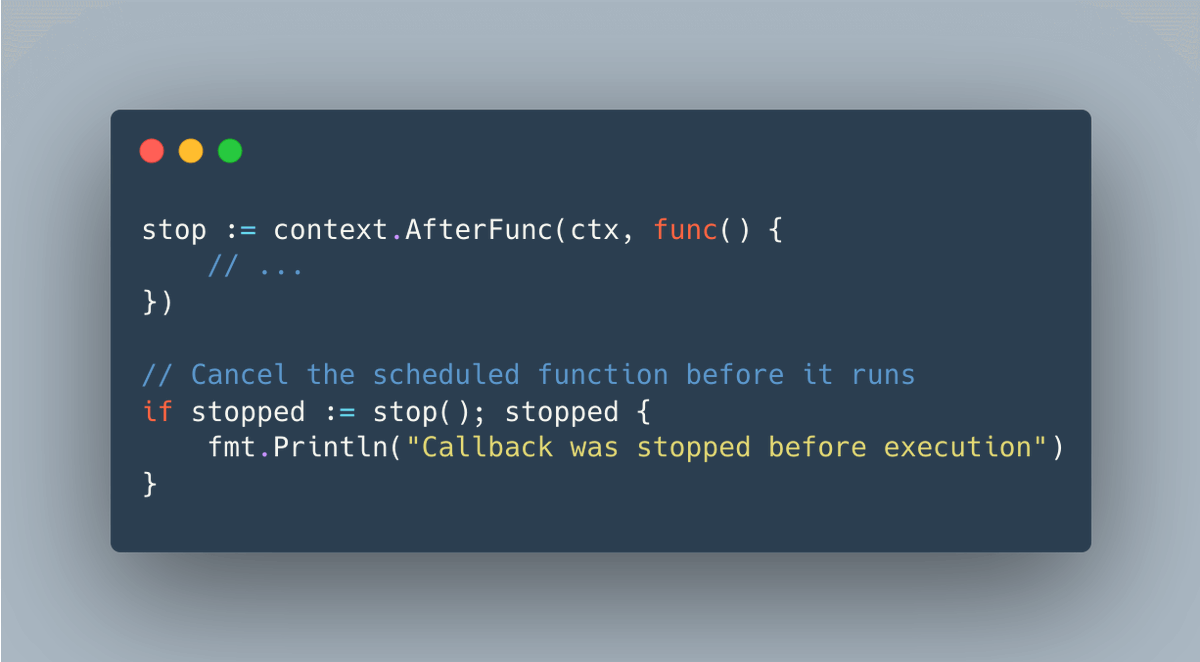 stop := context.AfterFunc(ctx, func() {
    // ...
})
// Cancel the scheduled function before it runs
if stopped := stop(); stopped {
    fmt.Println("Callback was stopped before execution")
}